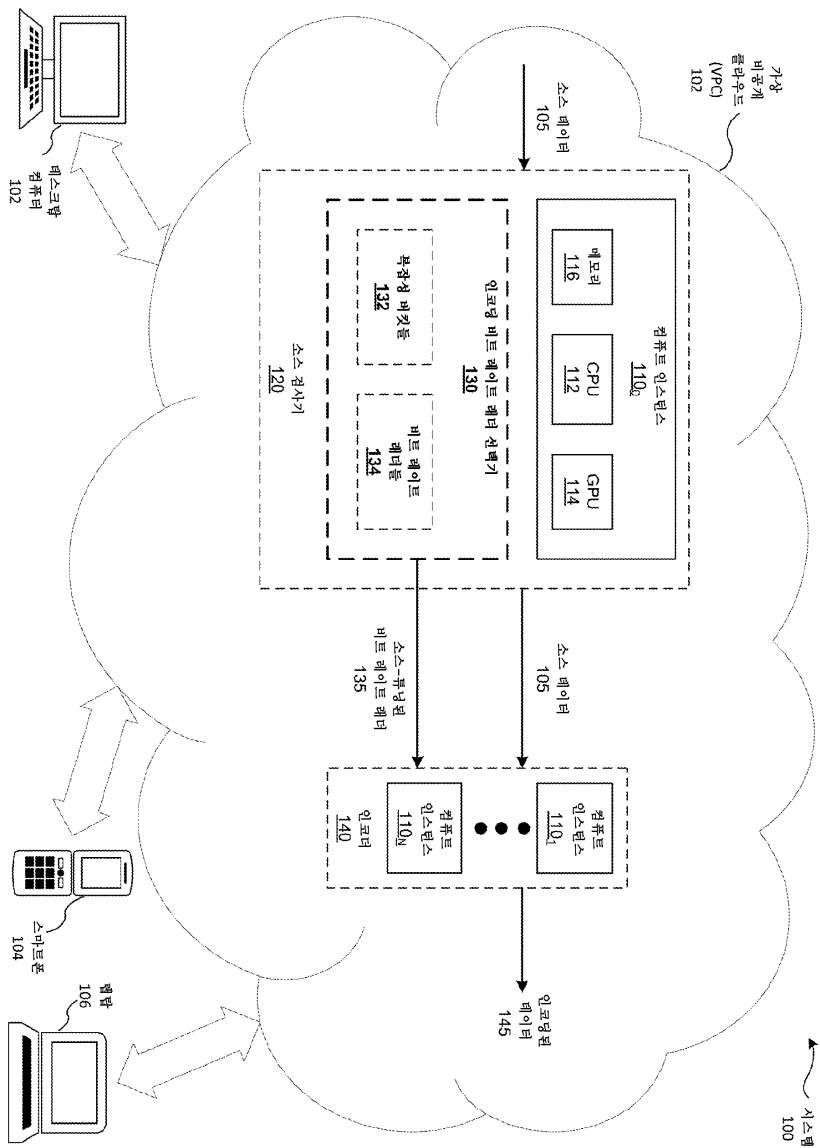 시스템
100
가상
비공개
클라우드
(VPC)
102
소스 데이터
105
컴퓨트 인스턴스
110₀
메모리
116
CPU
112
GPU
114
인코딩 비트 레이트 래더 선택기
130
복잡성 버킷들
132
비트 레이트
래더들
134
소스 검사기
120
소스 데이터
105
소스-튜닝된
비트 레이트 래더
135
컴퓨트
인스턴스
110₁
컴퓨트
인스턴스
110N
인코더
140
인코딩된
데이터
145
데스크탑
컴퓨터
102
스마트폰
104
랩탑
106